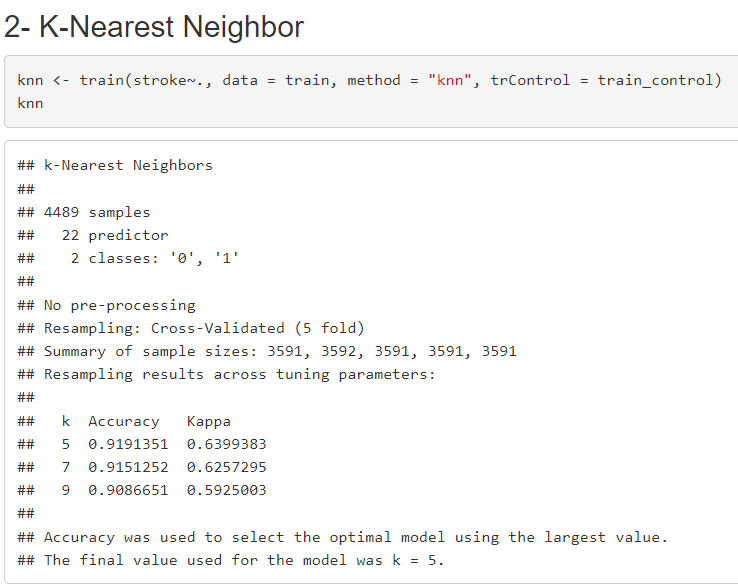 2- K-Nearest Neighbor
knn <- train(stroke~., data = train, method = "knn", trControl = train_control)
knn
## k-Nearest Neighbors
##
## 4489 samples
##   22 predictor
##    2 classes: '0', '1'
##
## No pre-processing
## Resampling: Cross-Validated (5 fold)
## Summary of sample sizes: 3591, 3592, 3591, 3591, 3591
## Resampling results across tuning parameters:
##
##   k  Accuracy   Kappa
##   5  0.9191351  0.6399383
##   7  0.9151252  0.6257295
##   9  0.9086651  0.5925003
##
## Accuracy was used to select the optimal model using the largest value.
## The final value used for the model was k = 5.